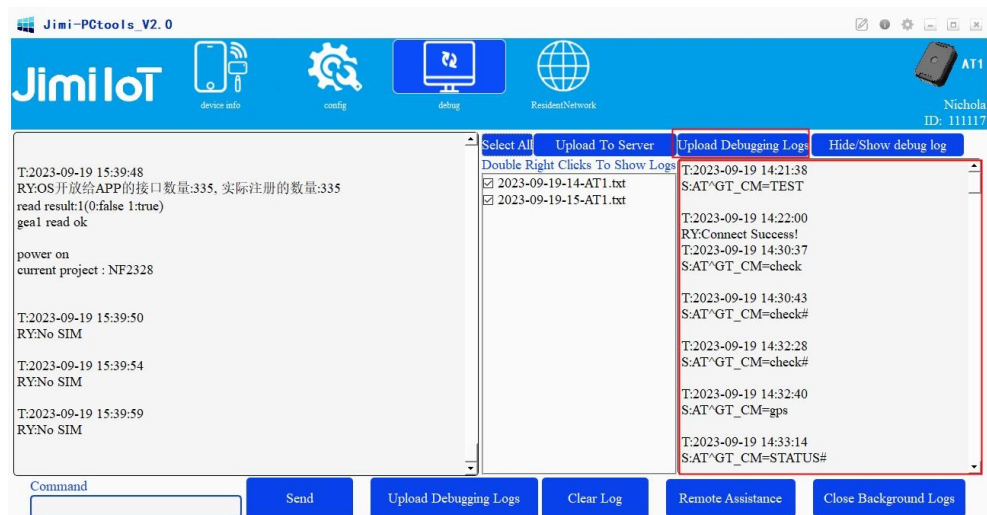 Jimi-PCtools_V2.0
Jimi IoT
device info
config
debug
ResidentNetwork
AT1
Nichola
ID: 111117
T:2023-09-19 15:39:48
RY:OS开放给APP的接口数量:335, 实际注册的数量:335
read result:1(0:false 1:true)
gea1 read ok
power on
current project : NF2328
T:2023-09-19 15:39:50
RY:No SIM
T:2023-09-19 15:39:54
RY:No SIM
T:2023-09-19 15:39:59
RY:No SIM
Select All
Upload To Server
Upload Debugging Logs
Hide/Show debug log
Double Right Clicks To Show Logs
2023-09-19-14-AT1.txt
2023-09-19-15-AT1.txt
T:2023-09-19 14:21:38
S:AT^GT_CM=TEST
T:2023-09-19 14:22:00
RY:Connect Success!
T:2023-09-19 14:30:37
S:AT^GT_CM=check
T:2023-09-19 14:30:43
S:AT^GT_CM=check#
T:2023-09-19 14:32:28
S:AT^GT_CM=check#
T:2023-09-19 14:32:40
S:AT^GT_CM=gps
T:2023-09-19 14:33:14
S:AT^GT_CM=STATUS#
Command
Send
Upload Debugging Logs
Clear Log
Remote Assistance
Close Background Logs